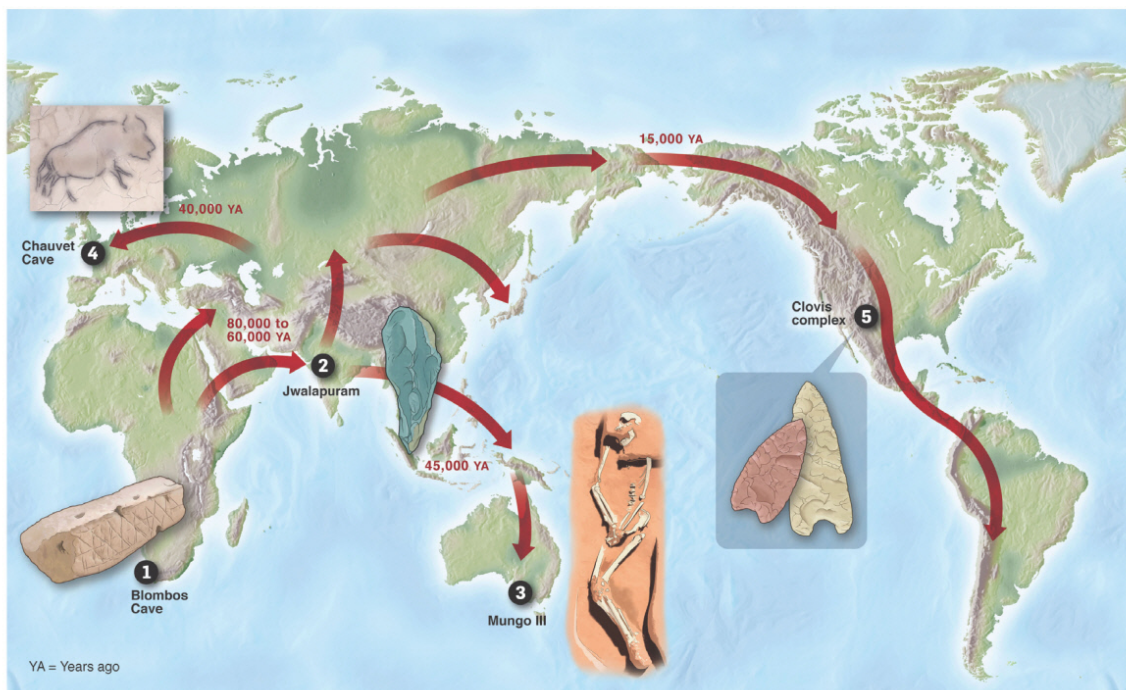 15,000 YA
40,000 YA
Chauvet
Cave
4
Clovis
complex
5
80,000 to
60,000 YA
2
Jwalapuram
45,000 YA
1
Blombos
Cave
3
Mungo III
YA = Years ago